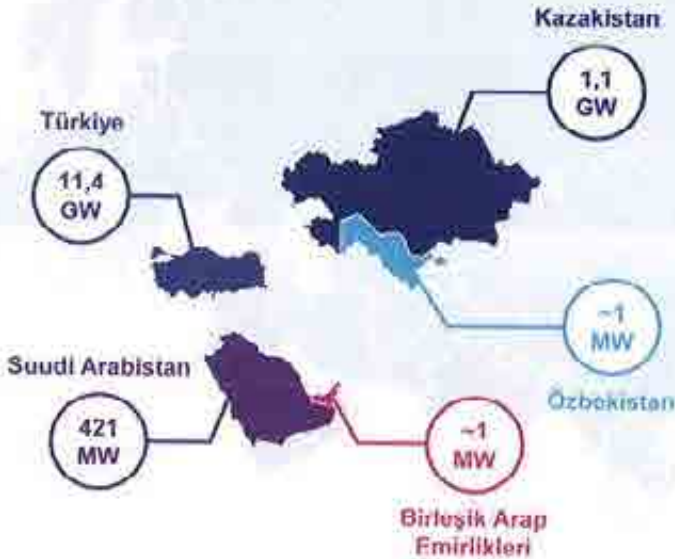 Kazakistan
1,1
GW
Türkiye
11,4
GW
~1
MW
Özbekistan
Suudi Arabistan
421
MW
~1
MW
Birleşik Arap
Emirlikleri